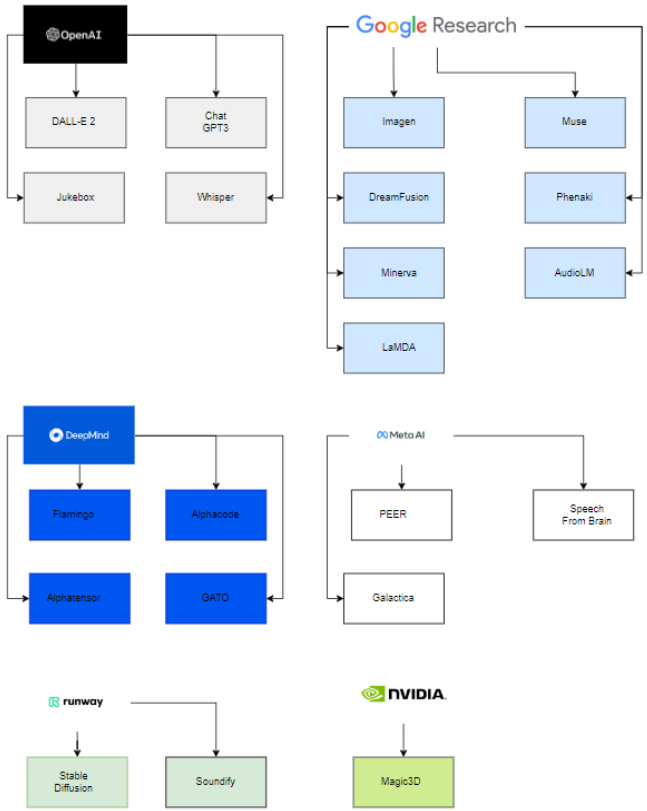 OpenAI
DALL-E 2
Chat
GPT3
Jukebox
Whisper
Google Research
Imagen
Muse
DreamFusion
Phenaki
Minerva
AudioLM
LaMDA
DeepMind
Flamingo
Alphacode
Alphatensor
GATO
Meta AI
PEER
Speech
From Brain
Galactica
runway
Stable
Diffusion
Soundify
NVIDIA.
Magic3D